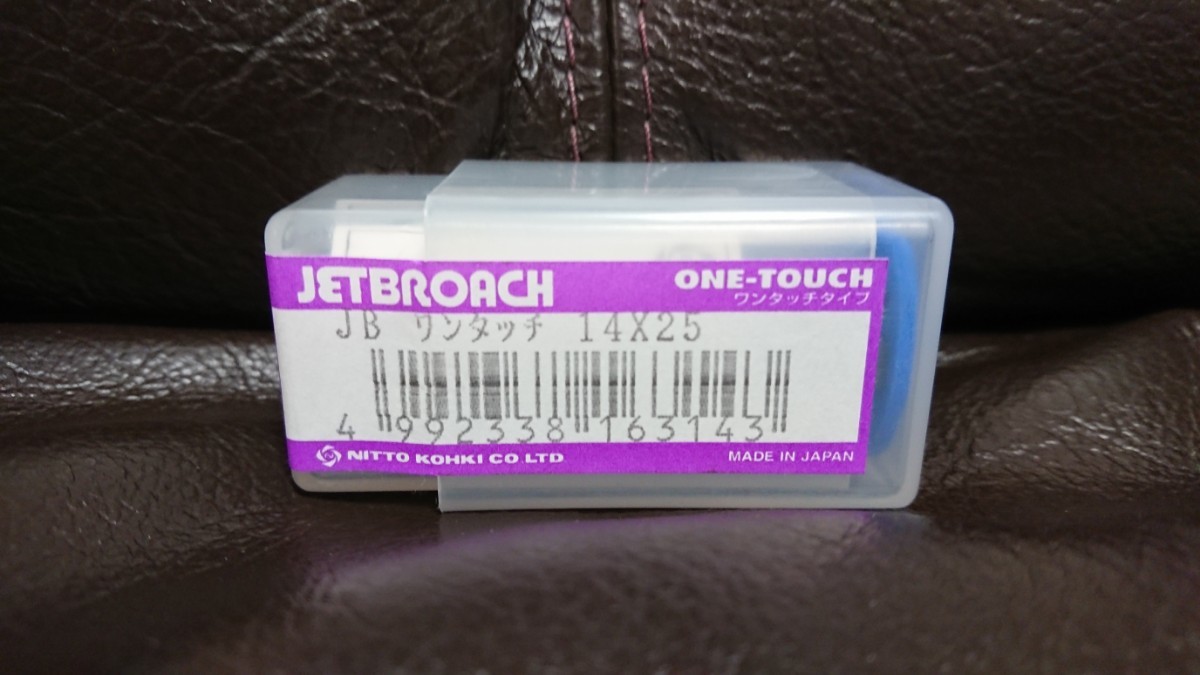 JETBROACH
ONE-TOUCH
ワンタッチタイプ
JB ワンタッチ 14X25
4 992338 163143
NITTO KOHKI CO.LTD
MADE IN JAPAN